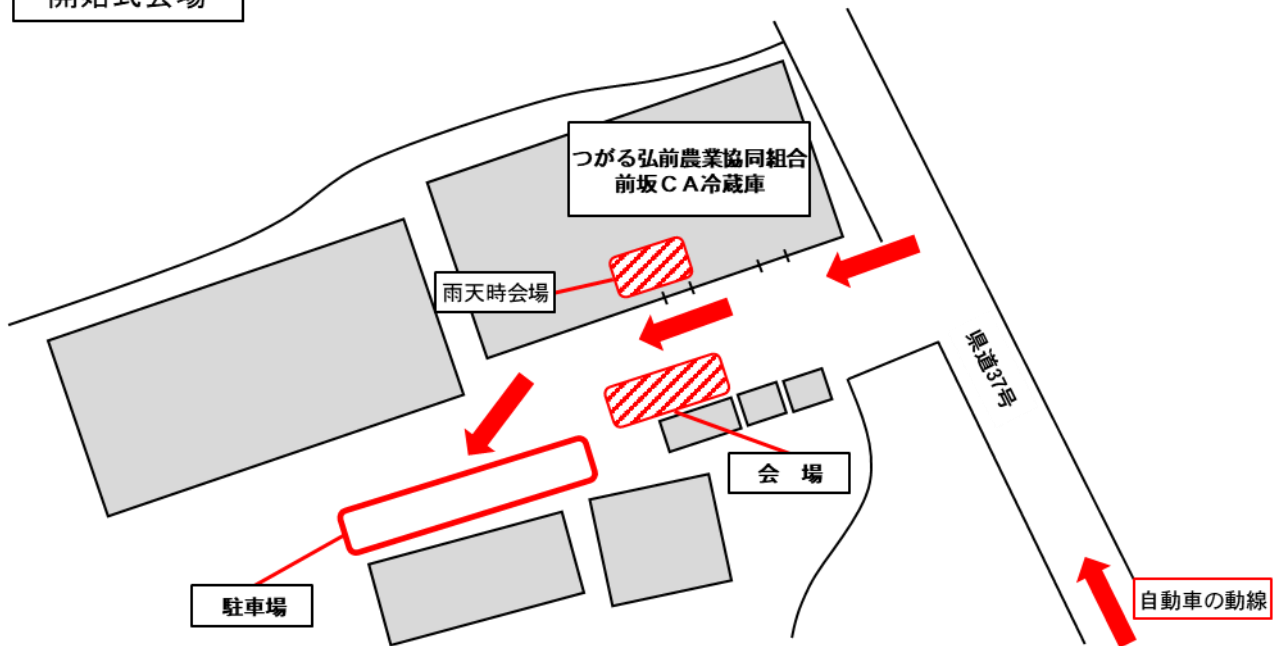 開始式会場
つがる弘前農業協同組合
前坂ＣＡ冷蔵庫
雨天時会場
県道37号
会　場
駐車場
自動車の動線